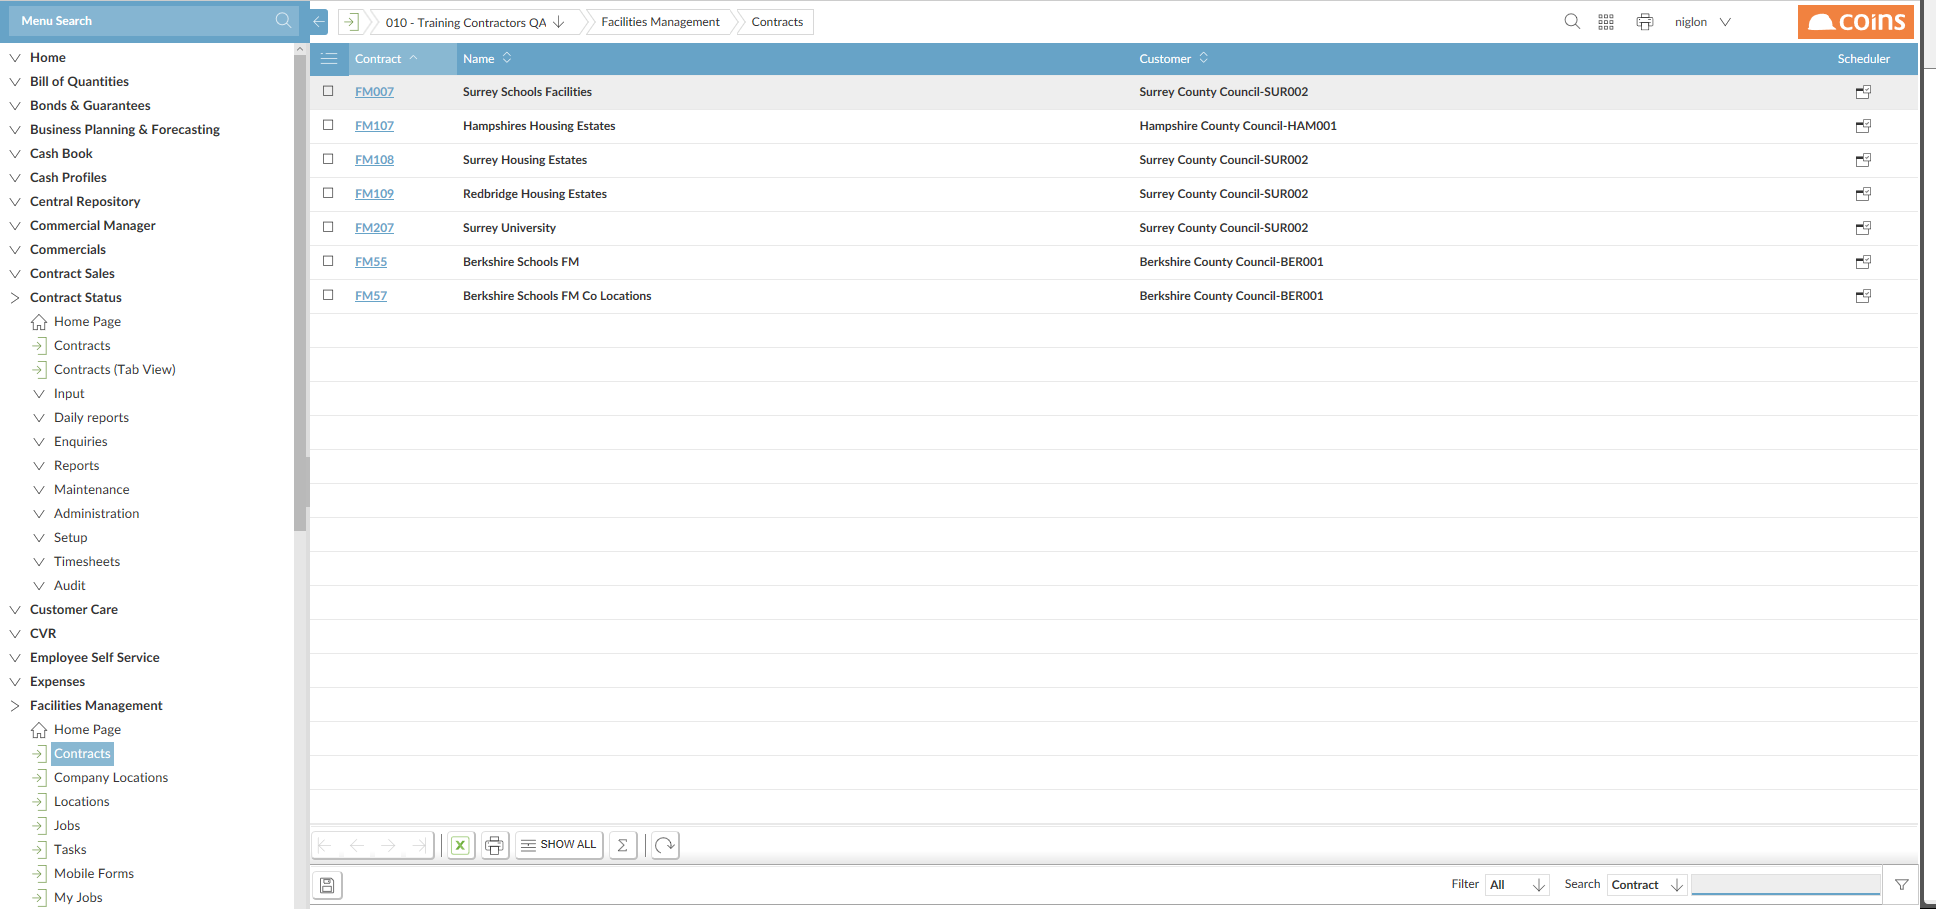 Menu Search
010 - Training Contractors QA
Facilities Management
Contracts
niglon
coins
Home
Bill of Quantities
Bonds & Guarantees
Business Planning & Forecasting
Cash Book
Cash Profiles
Central Repository
Commercial Manager
Commercials
Contract Sales
Contract Status
Home Page
Contracts
Contracts (Tab View)
Input
Daily reports
Enquiries
Reports
Maintenance
Administration
Setup
Timesheets
Audit
Customer Care
CVR
Employee Self Service
Expenses
Facilities Management
Home Page
Contracts
Company Locations
Locations
Jobs
Tasks
Mobile Forms
My Jobs
Contract Name Customer Scheduler
FM007 Surrey Schools Facilities Surrey County Council-SUR002
FM107 Hampshires Housing Estates Hampshire County Council-HAM001
FM108 Surrey Housing Estates Surrey County Council-SUR002
FM109 Redbridge Housing Estates Surrey County Council-SUR002
FM207 Surrey University Surrey County Council-SUR002
FM55 Berkshire Schools FM Berkshire County Council-BER001
FM57 Berkshire Schools FM Co Locations Berkshire County Council-BER001
SHOW ALL
Filter All Search Contract